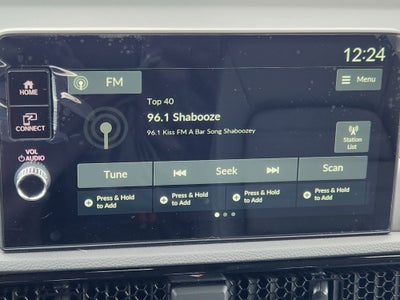 12:24
HOME
FM
Menu
Top 40
96.1 Shabooze
96.1 Kiss FM A Bar Song Shaboozey
CONNECT
Station
List
VOL
AUDIO
Tune
Seek
Scan
Press & Hold
to Add
Press & Hold
to Add
Press & Hold
to Add
Press & Hold
to Add